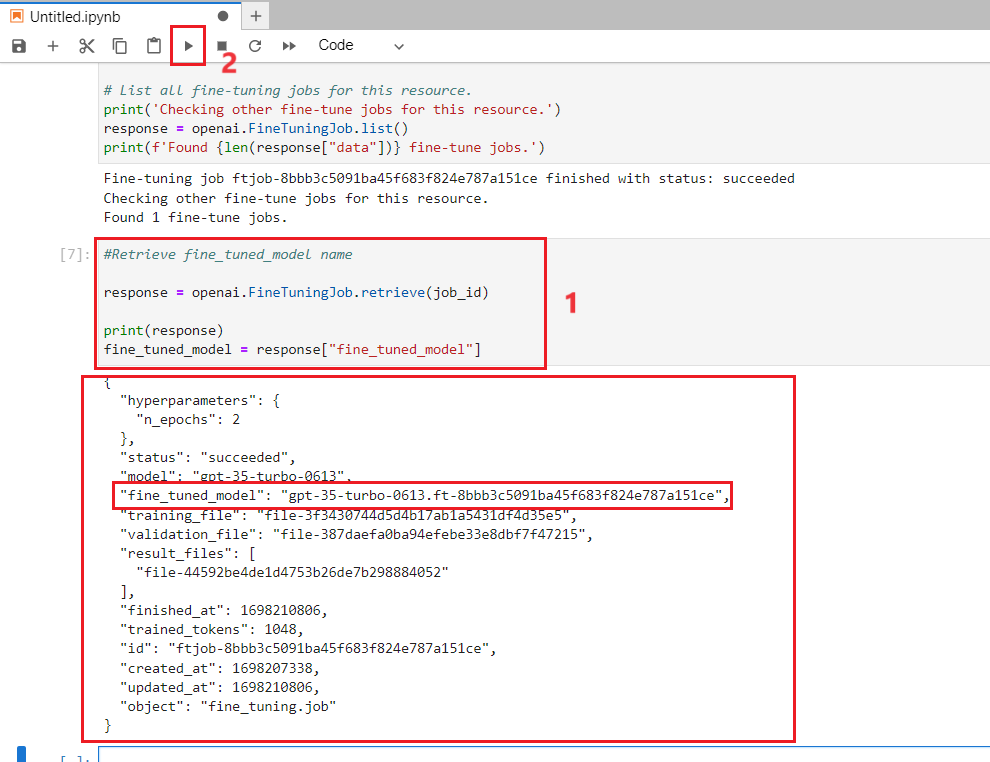 Untitled.ipynb
Code
2
# List all fine-tuning jobs for this resource.
print('Checking other fine-tune jobs for this resource.')
response = openai.FineTuningJob.list()
print(f'Found {len(response["data"])} fine-tune jobs.')
Fine-tuning job ftjob-8bbb3c5091ba45f683f824e787a151ce finished with status: succeeded
Checking other fine-tune jobs for this resource.
Found 1 fine-tune jobs.
[7]:
#Retrieve fine_tuned_model name
response = openai.FineTuningJob.retrieve(job_id)
1
print(response)
fine_tuned_model = response["fine_tuned_model"]
{
"hyperparameters": {
"n_epochs": 2
},
"status": "succeeded",
"model": "gpt-35-turbo-0613",
"fine_tuned_model": "gpt-35-turbo-0613.ft-8bbb3c5091ba45f683f824e787a151ce",
"training_file": "file-3f3430744d5d4b17ab1a5431df4d35e5",
"validation_file": "file-387daefa0ba94efebe33e8dbf7f47215",
"result_files": [
"file-44592be4de1d4753b26de7b298884052"
],
"finished_at": 1698210806,
"trained_tokens": 1048,
"id": "ftjob-8bbb3c5091ba45f683f824e787a151ce",
"created_at": 1698207338,
"updated_at": 1698210806,
"object": "fine_tuning.job"
}
[ ]: